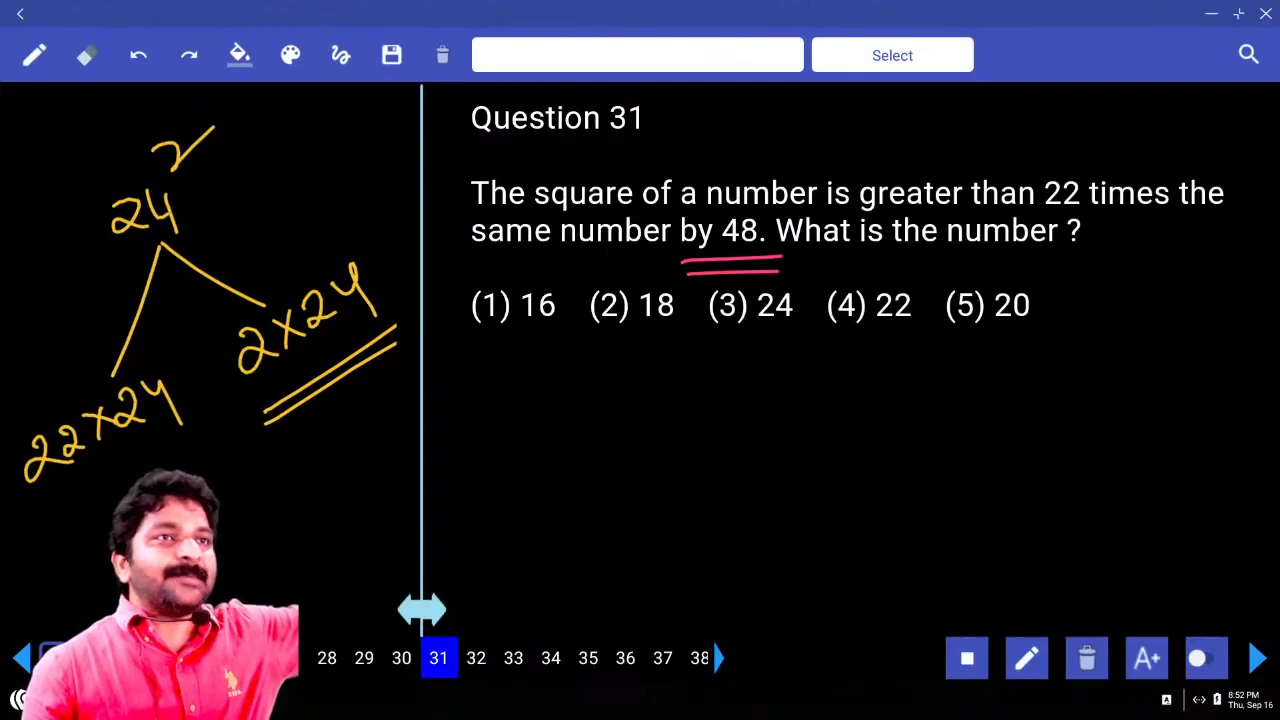 Select
2
24
2×24
22×24
Question 31
The square of a number is greater than 22 times the
same number by 48. What is the number ?
(1) 16 (2) 18 (3) 24 (4) 22 (5) 20
28 29 30 31 32 33 34 35 36 37 38
A+
A
8:52 PM
Thu, Sep 16